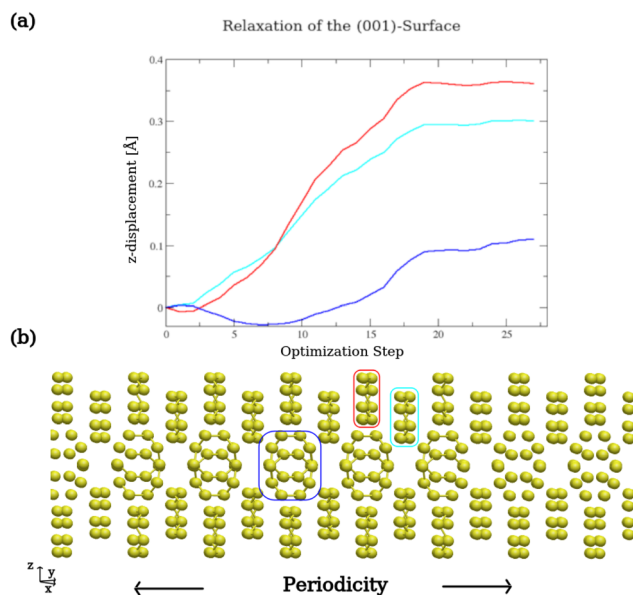 (a)
Relaxation of the (001)-Surface
0.4
0.3
0.2
0.1
0
z-displacement [Å]
0 5 10 15 20 25
Optimization Step
(b)
z
y
x
Periodicity